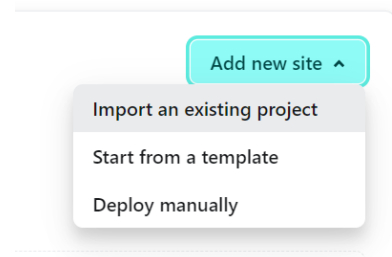 Add new site
Import an existing project
Start from a template
Deploy manually